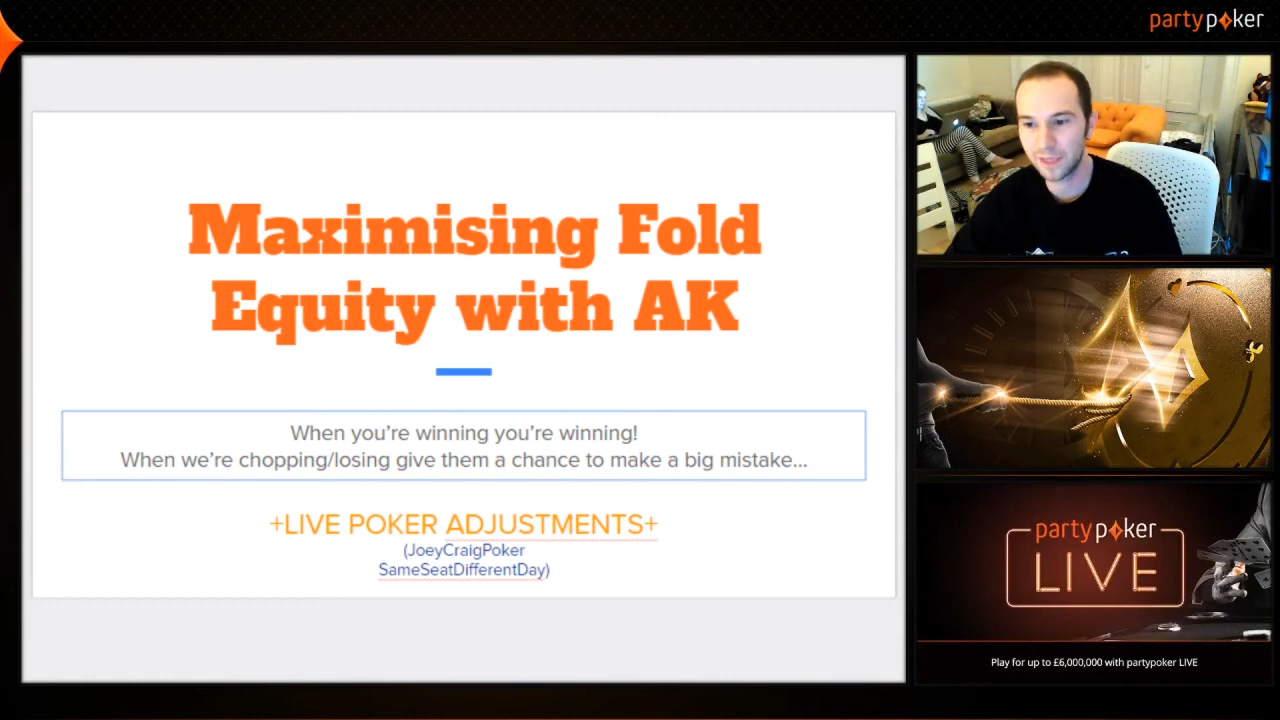 partypoker
Maximising Fold
Equity with AK
When you're winning you're winning!
When we're chopping/losing give them a chance to make a big mistake...
+LIVE POKER ADJUSTMENTS+
(JoeyCraigPoker
SameSeatDifferentDay)
partypoker
LIVE
Play for up to £6,000,000 with partypoker LIVE